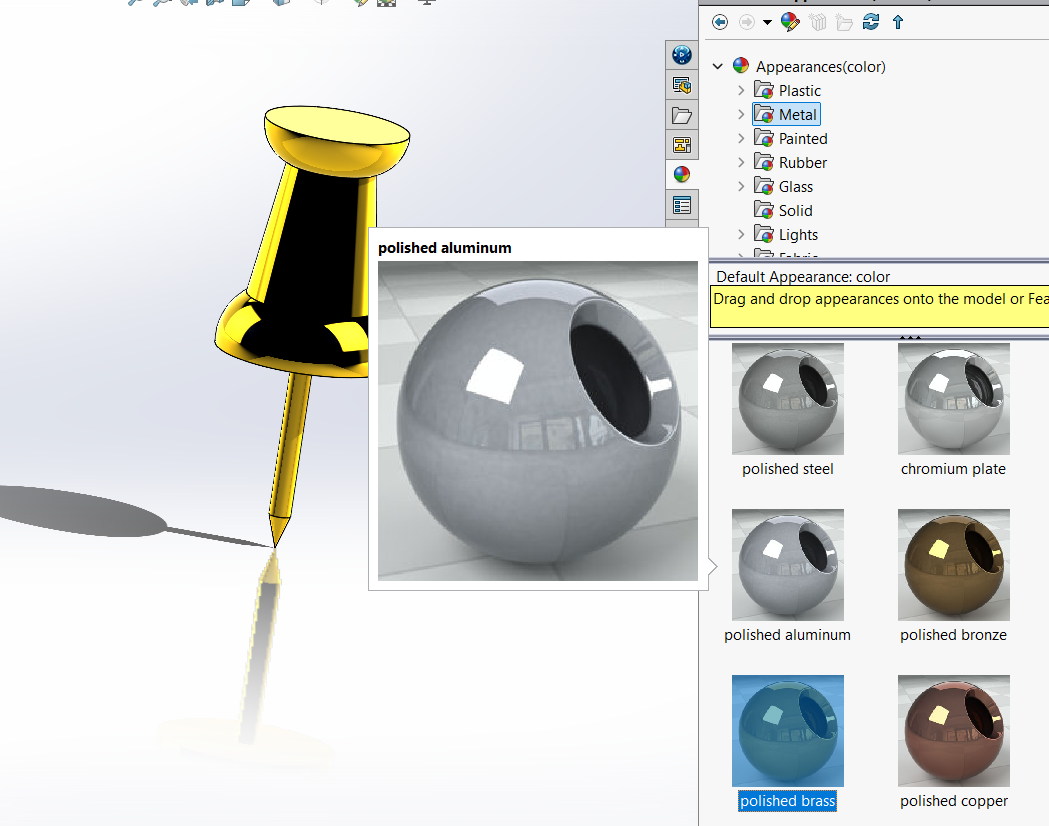 Appearances(color)
Plastic
Metal
Painted
Rubber
Glass
Solid
Lights
Fabric
polished aluminum
Default Appearance: color
Drag and drop appearances onto the model or Fea
polished steel
chromium plate
polished aluminum
polished bronze
polished brass
polished copper